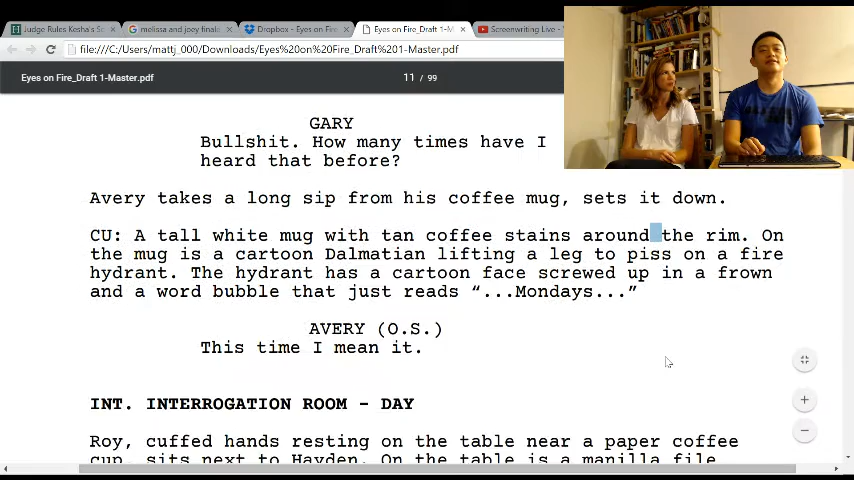 Judge Rules Kesha's S
melissa and joey finale
Dropbox - Eyes on Fire
Eyes on Fire_Draft 1-M
Screenwriting Live -
file:///C:/Users/mattj_000/Downloads/Eyes%20on%20Fire_Draft%201-Master.pdf
Eyes on Fire_Draft 1-Master.pdf
11 / 99
GARY
Bullshit. How many times have I
heard that before?
Avery takes a long sip from his coffee mug, sets it down.
CU: A tall white mug with tan coffee stains around the rim. On
the mug is a cartoon Dalmatian lifting a leg to piss on a fire
hydrant. The hydrant has a cartoon face screwed up in a frown
and a word bubble that just reads “...Mondays...”
AVERY (O.S.)
This time I mean it.
INT. INTERROGATION ROOM - DAY
Roy, cuffed hands resting on the table near a paper coffee
cup, sits next to Hayden. On the table is a manilla file